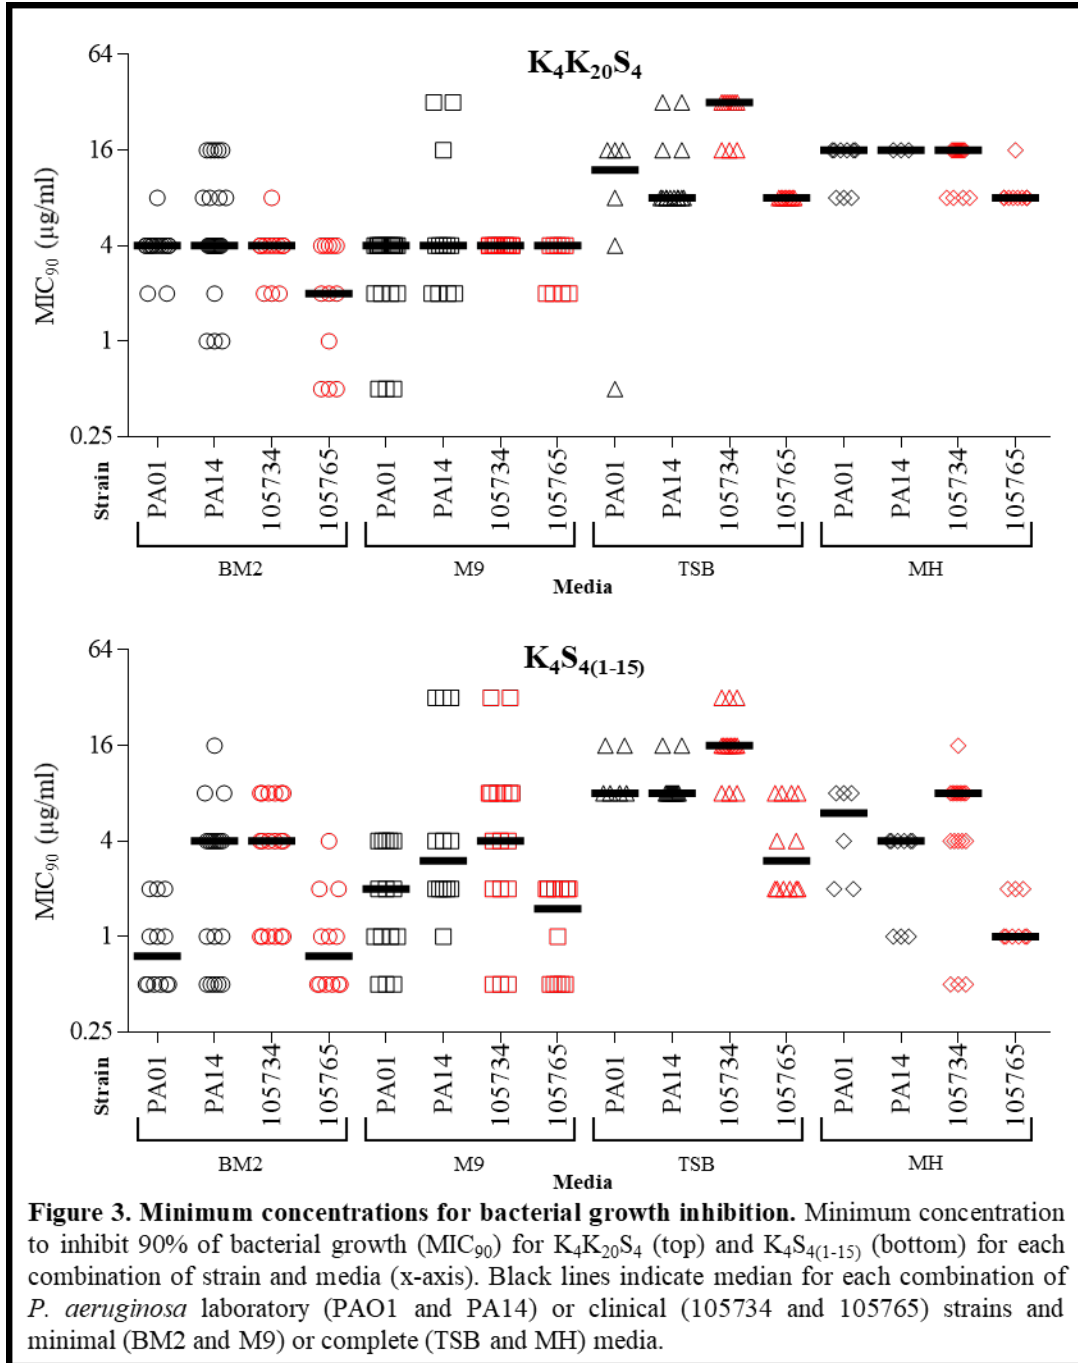 K₄K₂₀S₄
MIC₉₀ (µg/ml)
64
16
4
1
0.25
Strain
PA01
PA14
105734
105765
PA01
PA14
105734
105765
PA01
PA14
105734
105765
PA01
PA14
105734
105765
BM2
M9
TSB
MH
Media
K₄S₄₍₁₋₁₅₎
MIC₉₀ (µg/ml)
64
16
4
1
0.25
Strain
PA01
PA14
105734
105765
PA01
PA14
105734
105765
PA01
PA14
105734
105765
PA01
PA14
105734
105765
BM2
M9
TSB
MH
Media
Figure 3. Minimum concentrations for bacterial growth inhibition. Minimum concentration
to inhibit 90% of bacterial growth (MIC₉₀) for K₄K₂₀S₄ (top) and K₄S₄₍₁₋₁₅₎ (bottom) for each
combination of strain and media (x-axis). Black lines indicate median for each combination of
P. aeruginosa laboratory (PAO1 and PA14) or clinical (105734 and 105765) strains and
minimal (BM2 and M9) or complete (TSB and MH) media.